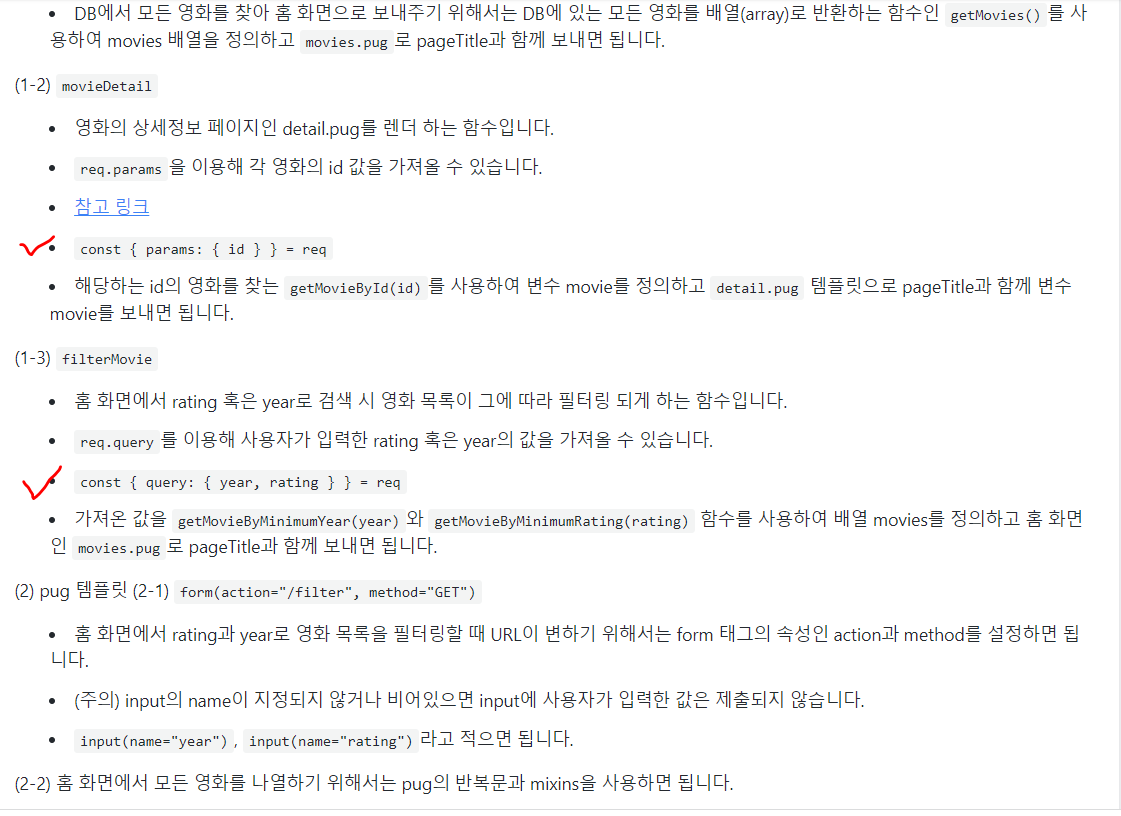 DB에서 모든 영화를 찾아 홈 화면으로 보내주기 위해서는 DB에 있는 모든 영화를 배열(array)로 반환하는 함수인 getMovies() 를 사
용하여 movies 배열을 정의하고 movies.pug 로 pageTitle과 함께 보내면 됩니다.
(1-2) movieDetail
영화의 상세정보 페이지인 detail.pug를 렌더 하는 함수입니다.
req.params 을 이용해 각 영화의 id 값을 가져올 수 있습니다.
참고 링크
const { params: { id } } = req
해당하는 id의 영화를 찾는 getMovieById(id) 를 사용하여 변수 movie를 정의하고 detail.pug 템플릿으로 pageTitle과 함께 변수
movie를 보내면 됩니다.
(1-3) filterMovie
홈 화면에서 rating 혹은 year로 검색 시 영화 목록이 그에 따라 필터링 되게 하는 함수입니다.
req.query 를 이용해 사용자가 입력한 rating 혹은 year의 값을 가져올 수 있습니다.
const { query: { year, rating } } = req
가져온 값을 getMovieByMinimumYear(year) 와 getMovieByMinimumRating(rating) 함수를 사용하여 배열 movies를 정의하고 홈 화면
인 movies.pug 로 pageTitle과 함께 보내면 됩니다.
(2) pug 템플릿 (2-1) form(action="/filter", method="GET")
홈 화면에서 rating과 year로 영화 목록을 필터링할 때 URL이 변하기 위해서는 form 태그의 속성인 action과 method를 설정하면 됩
니다.
(주의) input의 name이 지정되지 않거나 비어있으면 input에 사용자가 입력한 값은 제출되지 않습니다.
input(name="year") , input(name="rating") 라고 적으면 됩니다.
(2-2) 홈 화면에서 모든 영화를 나열하기 위해서는 pug의 반복문과 mixins을 사용하면 됩니다.